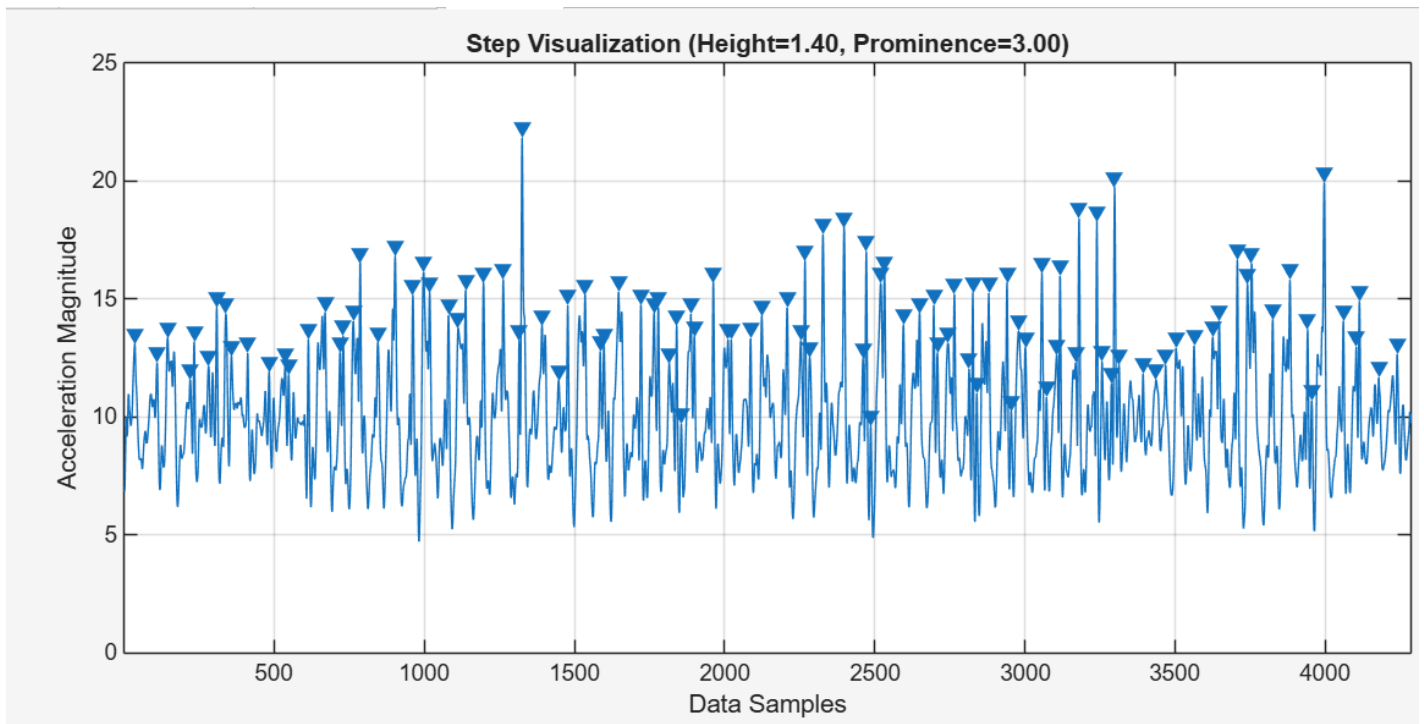 Step Visualization (Height=1.40, Prominence=3.00)
25
20
15
10
5
0
Acceleration Magnitude
500 1000 1500 2000 2500 3000 3500 4000
Data Samples